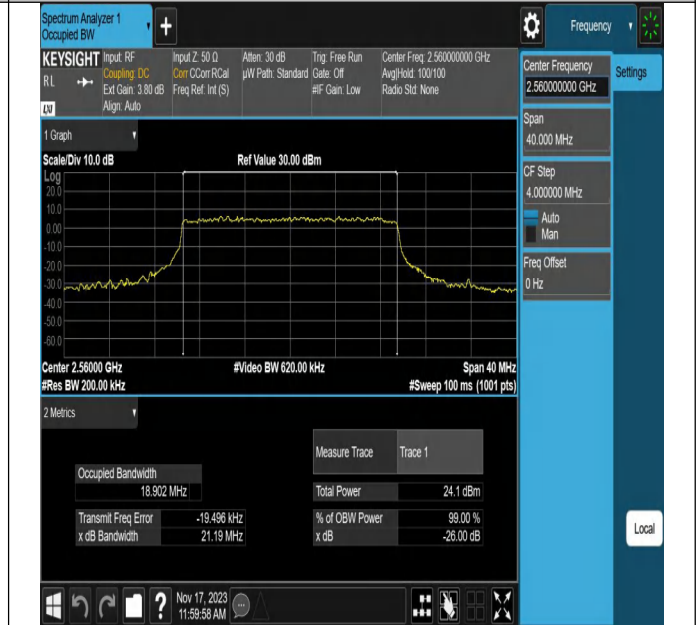 Spectrum Analyzer 1
Occupied BW
+
Frequency
KEYSIGHT
RL
LXI
Input: RF
Coupling: DC
Ext Gain: 3.80 dB
Align: Auto
Input Z: 50 Ω
Corr CCorr RCal
Freq Ref: Int (S)
Atten: 30 dB
µW Path: Standard
Trig: Free Run
Gate: Off
#IF Gain: Low
Center Freq: 2.560000000 GHz
Avg|Hold: 100/100
Radio Std: None
Center Frequency
2.560000000 GHz
Settings
Span
40.000 MHz
CF Step
4.000000 MHz
Auto
Man
Freq Offset
0 Hz
1 Graph
Scale/Div 10.0 dB
Ref Value 30.00 dBm
Log
20.0
10.0
0.00
-10.0
-20.0
-30.0
-40.0
-50.0
-60.0
Center 2.56000 GHz
#Video BW 620.00 kHz
Span 40 MHz
#Res BW 200.00 kHz
#Sweep 100 ms (1001 pts)
2 Metrics
Measure Trace Trace 1
Occupied Bandwidth
18.902 MHz
Total Power 24.1 dBm
Transmit Freq Error -19.496 kHz
% of OBW Power 99.00 %
x dB Bandwidth 21.19 MHz
x dB -26.00 dB
Local
?
Nov 17, 2023
11:59:58 AM